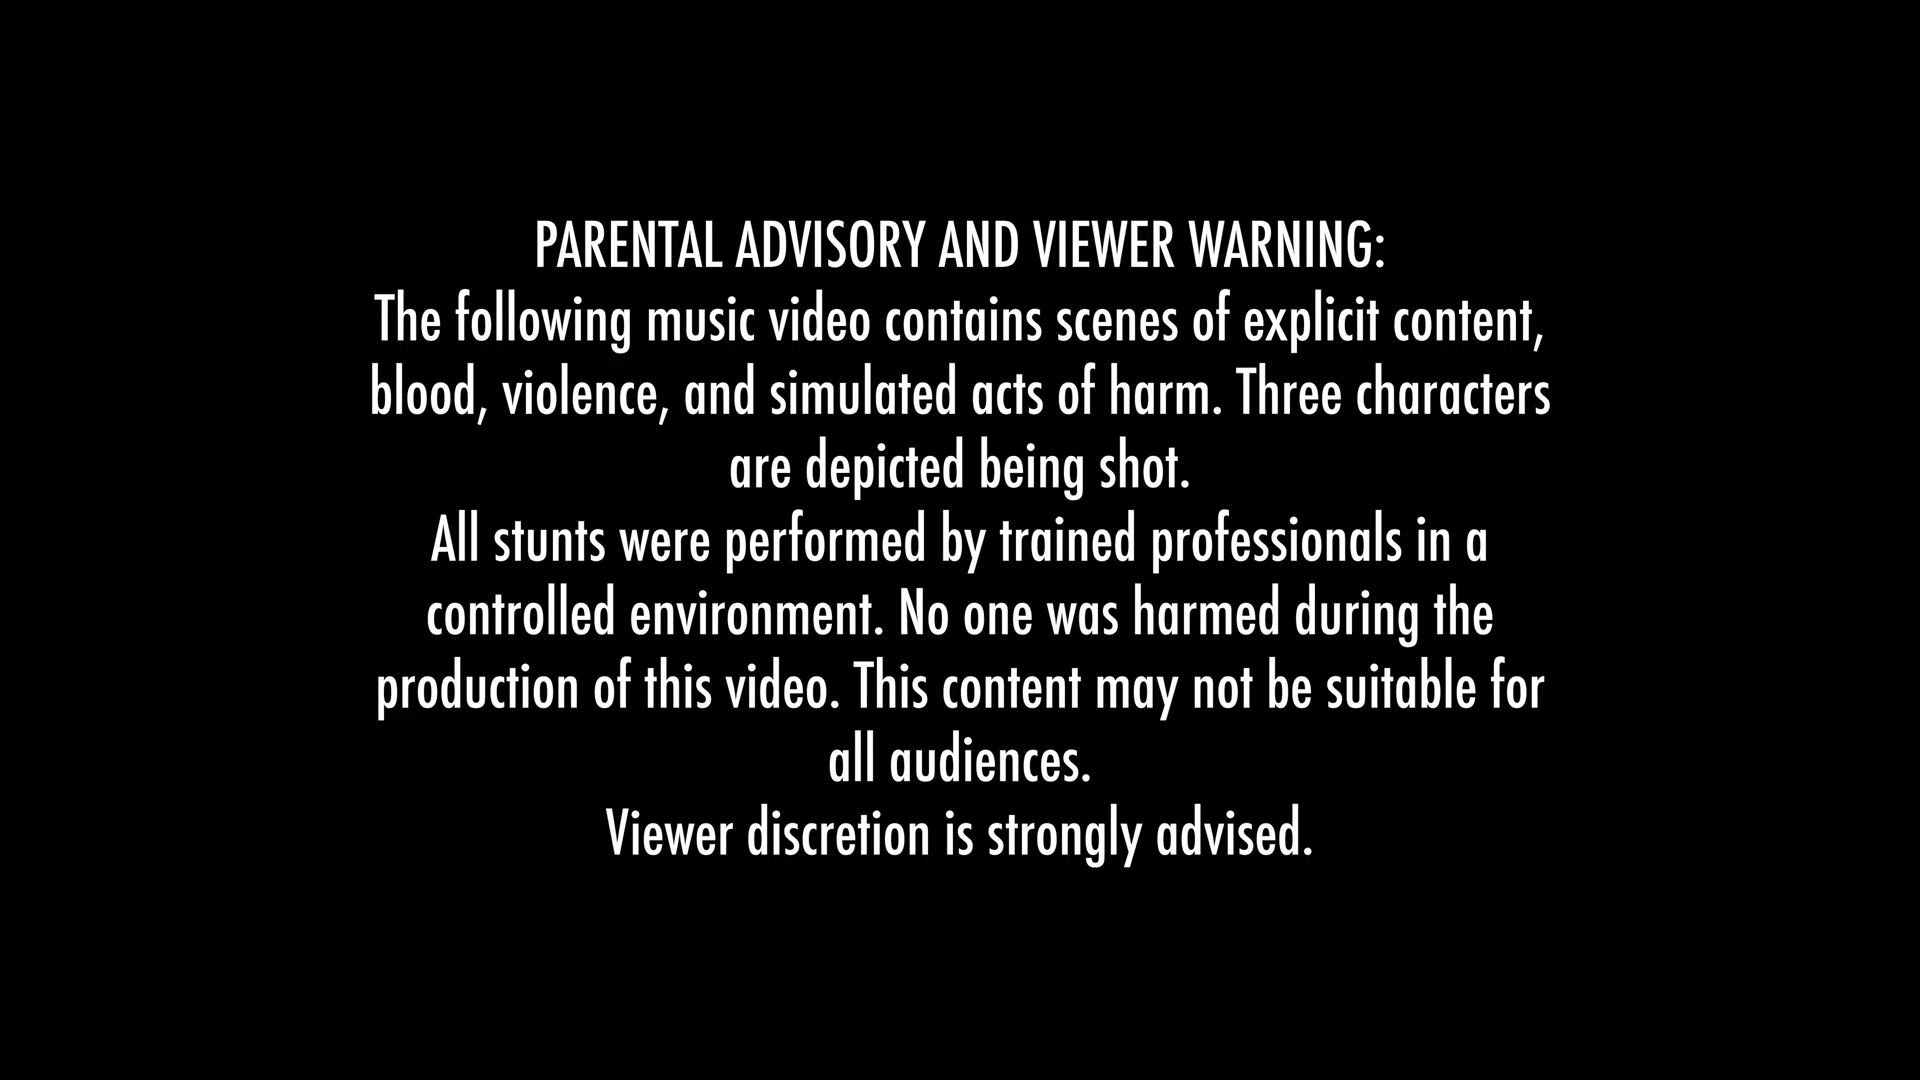 PARENTAL ADVISORY AND VIEWER WARNING:
The following music video contains scenes of explicit content,
blood, violence, and simulated acts of harm. Three characters
are depicted being shot.
All stunts were performed by trained professionals in a
controlled environment. No one was harmed during the
production of this video. This content may not be suitable for
all audiences.
Viewer discretion is strongly advised.